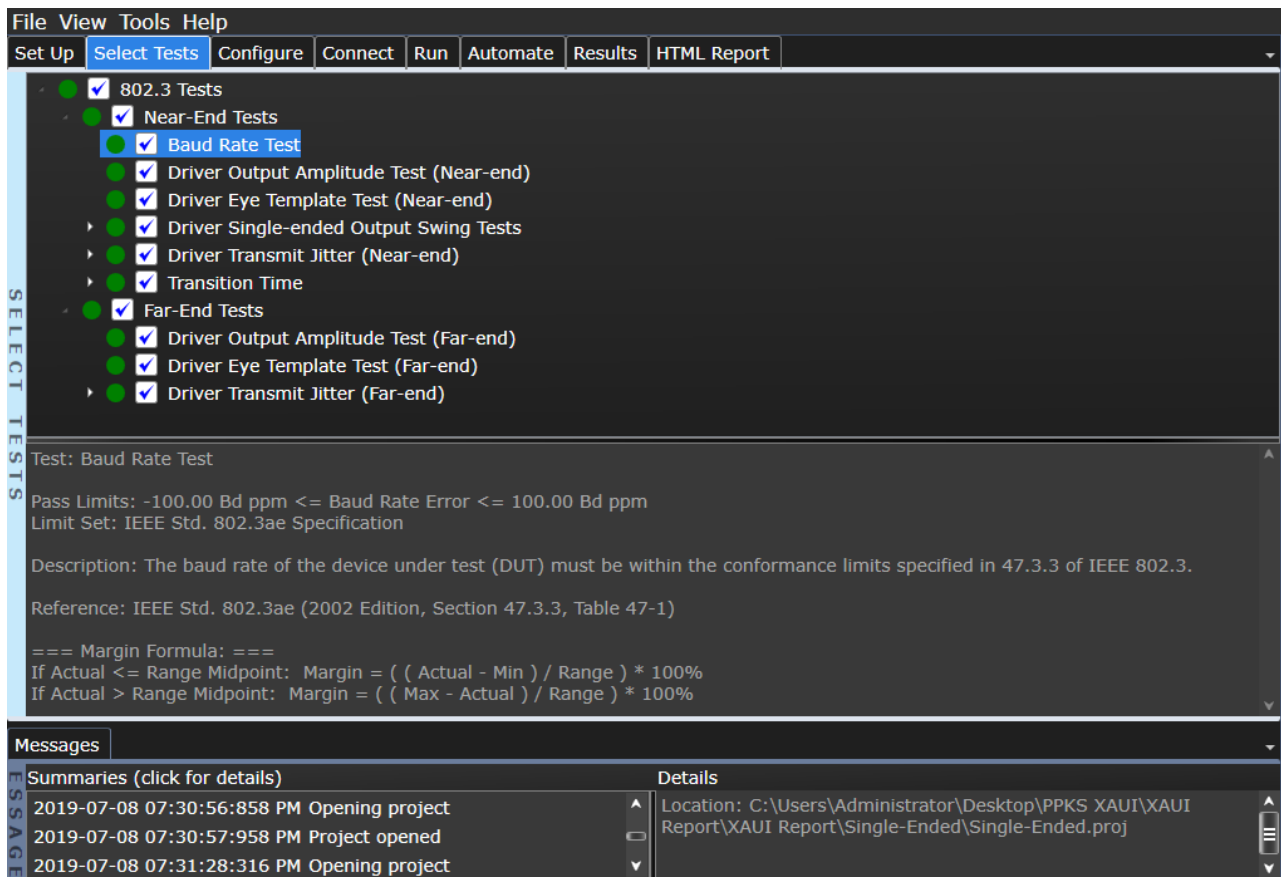 File View Tools Help
Set Up Select Tests Configure Connect Run Automate Results HTML Report
SELECT TESTS
802.3 Tests
Near-End Tests
Baud Rate Test
Driver Output Amplitude Test (Near-end)
Driver Eye Template Test (Near-end)
Driver Single-ended Output Swing Tests
Driver Transmit Jitter (Near-end)
Transition Time
Far-End Tests
Driver Output Amplitude Test (Far-end)
Driver Eye Template Test (Far-end)
Driver Transmit Jitter (Far-end)
Test: Baud Rate Test
Pass Limits: -100.00 Bd ppm <= Baud Rate Error <= 100.00 Bd ppm
Limit Set: IEEE Std. 802.3ae Specification
Description: The baud rate of the device under test (DUT) must be within the conformance limits specified in 47.3.3 of IEEE 802.3.
Reference: IEEE Std. 802.3ae (2002 Edition, Section 47.3.3, Table 47-1)
=== Margin Formula: ===
If Actual <= Range Midpoint: Margin = ( ( Actual - Min ) / Range ) * 100%
If Actual > Range Midpoint: Margin = ( ( Max - Actual ) / Range ) * 100%
Messages
ESSAGE
Summaries (click for details)
2019-07-08 07:30:56:858 PM Opening project
2019-07-08 07:30:57:958 PM Project opened
2019-07-08 07:31:28:316 PM Opening project
Details
Location: C:\Users\Administrator\Desktop\PPKS XAUI\XAUI
Report\XAUI Report\Single-Ended\Single-Ended.proj